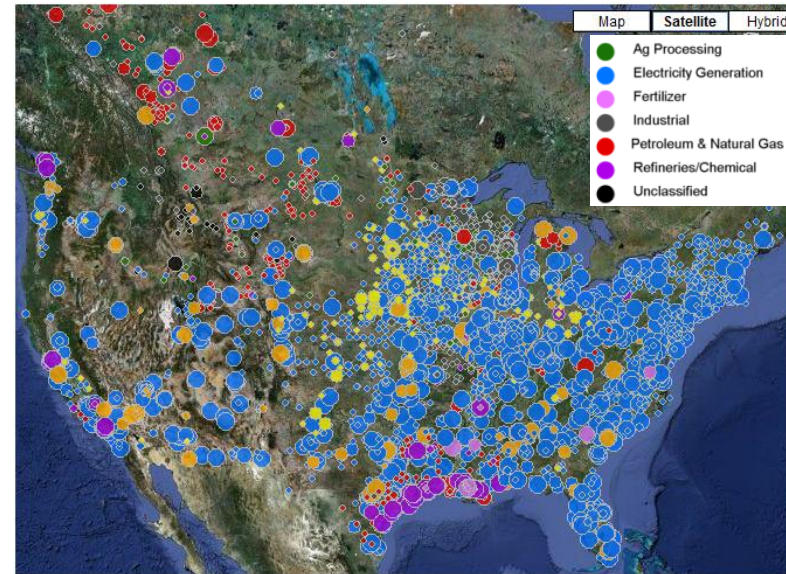 Map Satellite Hybrid
Ag Processing
Electricity Generation
Fertilizer
Industrial
Petroleum & Natural Gas
Refineries/Chemical
Unclassified